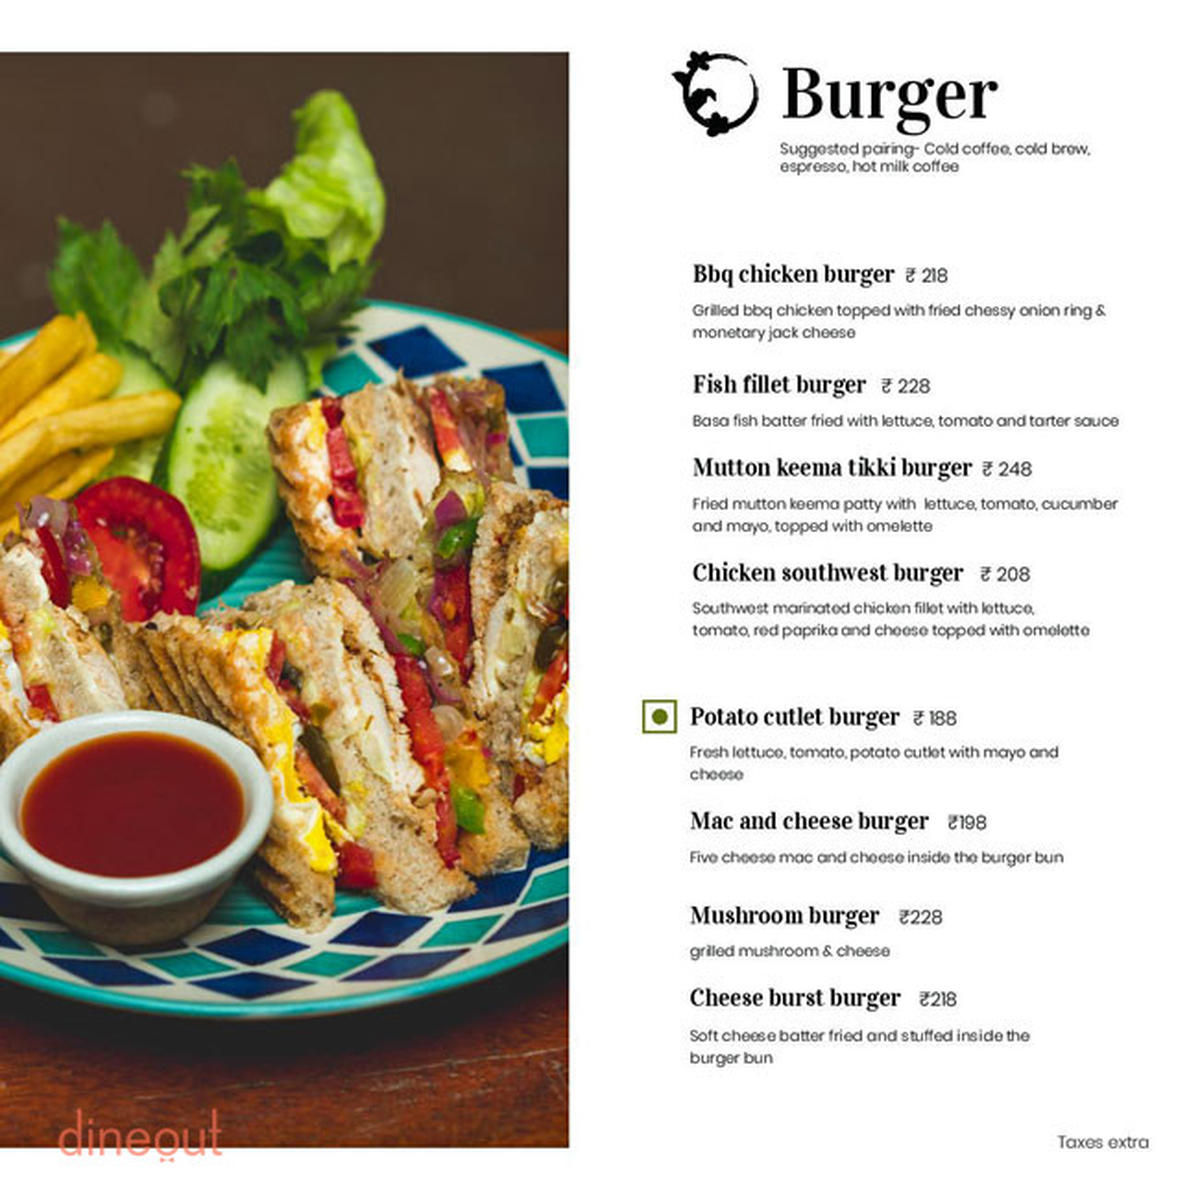 Burger
Suggested pairing- Cold coffee, cold brew,
espresso, hot milk coffee
Bbq chicken burger ₹ 218
Grilled bbq chicken topped with fried chessy onion ring &
monetary jack cheese
Fish fillet burger ₹ 228
Basa fish batter fried with lettuce, tomato and tarter sauce
Mutton keema tikki burger ₹ 248
Fried mutton keema patty with lettuce, tomato, cucumber
and mayo, topped with omelette
Chicken southwest burger ₹ 208
Southwest marinated chicken fillet with lettuce,
tomato, red paprika and cheese topped with omelette
Potato cutlet burger ₹ 188
Fresh lettuce, tomato, potato cutlet with mayo and
cheese
Mac and cheese burger ₹198
Five cheese mac and cheese inside the burger bun
Mushroom burger ₹228
grilled mushroom & cheese
Cheese burst burger ₹218
Soft cheese batter fried and stuffed inside the
burger bun
Taxes extra
dineout